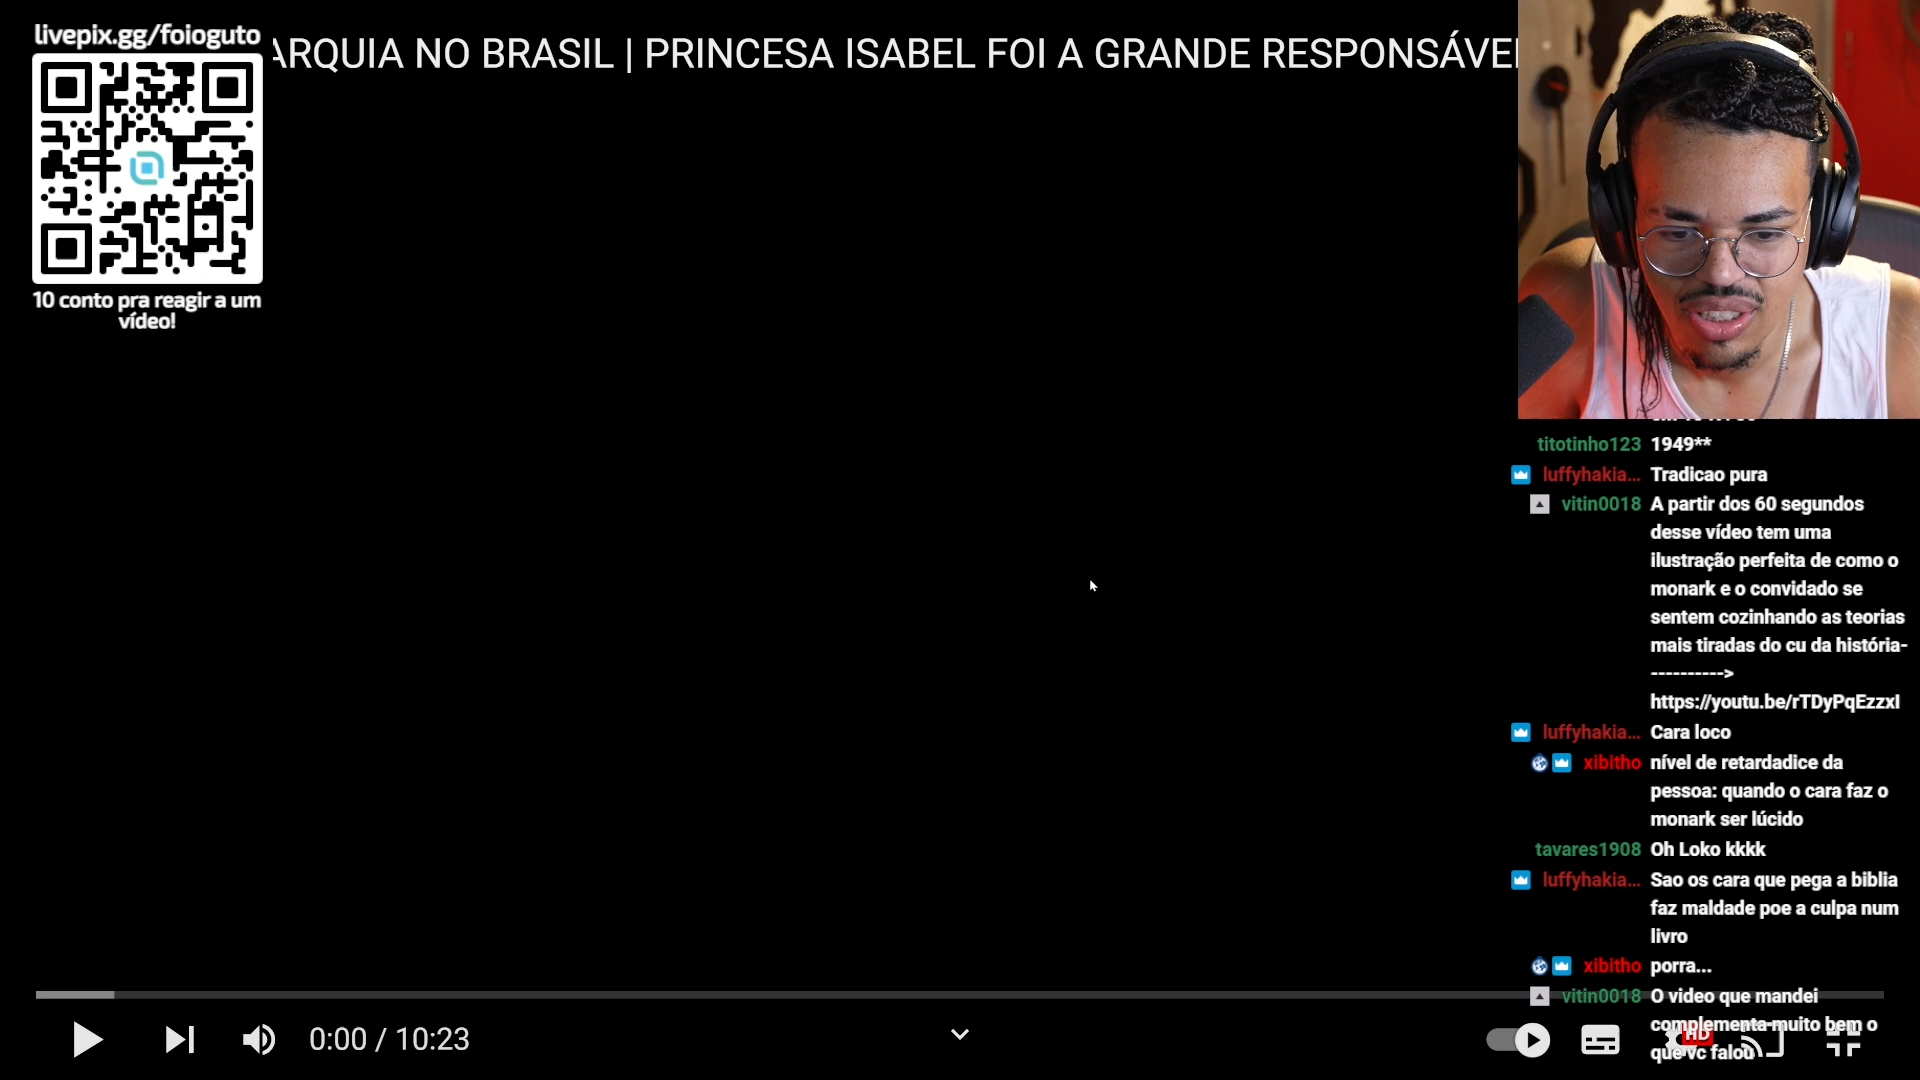 livepix.gg/foioguto
ARQUIA NO BRASIL | PRINCESA ISABEL FOI A GRANDE RESPONSÁVEL
10 conto pra reagir a um
vídeo!
titotinho123 1949**
luffyhakia... Tradicao pura
vitin0018 A partir dos 60 segundos
desse vídeo tem uma
ilustração perfeita de como o
monark e o convidado se
sentem cozinhando as teorias
mais tiradas do cu da história-
---------->
https://youtu.be/rTDyPqEzzxI
luffyhakia... Cara loco
xibitho nível de retardadice da
pessoa: quando o cara faz o
monark ser lúcido
tavares1908 Oh Loko kkkk
luffyhakia... Sao os cara que pega a biblia
faz maldade poe a culpa num
livro
xibitho porra...
vitin0018 O video que mandei
complementa muito bem o
que vc falou
0:00 / 10:23
HD